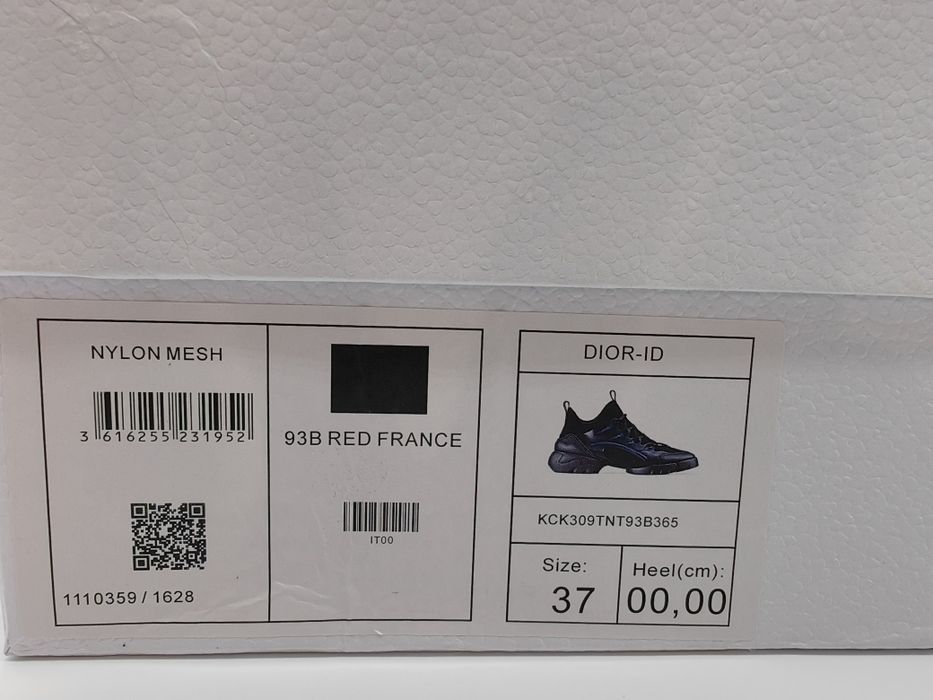 NYLON MESH
3 616255 231952
1110359 / 1628
93B RED FRANCE
IT00
DIOR-ID
KCK309TNT93B365
Size:
37
Heel(cm):
00,00